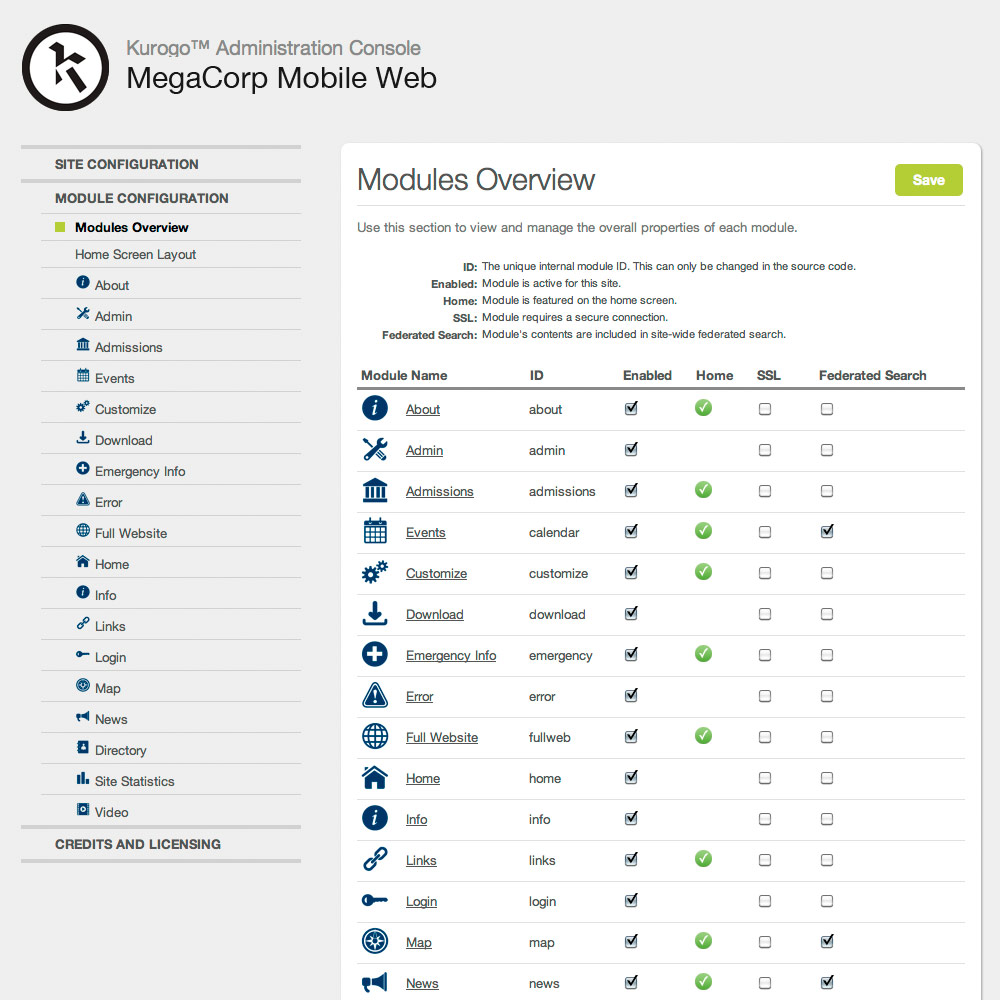 Kurogo™ Administration Console
MegaCorp Mobile Web
SITE CONFIGURATION
MODULE CONFIGURATION
Modules Overview
Home Screen Layout
About
Admin
Admissions
Events
Customize
Download
Emergency Info
Error
Full Website
Home
Info
Links
Login
Map
News
Directory
Site Statistics
Video
CREDITS AND LICENSING
Modules Overview
Save
Use this section to view and manage the overall properties of each module.
ID: The unique internal module ID. This can only be changed in the source code.
Enabled: Module is active for this site.
Home: Module is featured on the home screen.
SSL: Module requires a secure connection.
Federated Search: Module's contents are included in site-wide federated search.
Module Name ID Enabled Home SSL Federated Search
About about
Admin admin
Admissions admissions
Events calendar
Customize customize
Download download
Emergency Info emergency
Error error
Full Website fullweb
Home home
Info info
Links links
Login login
Map map
News news